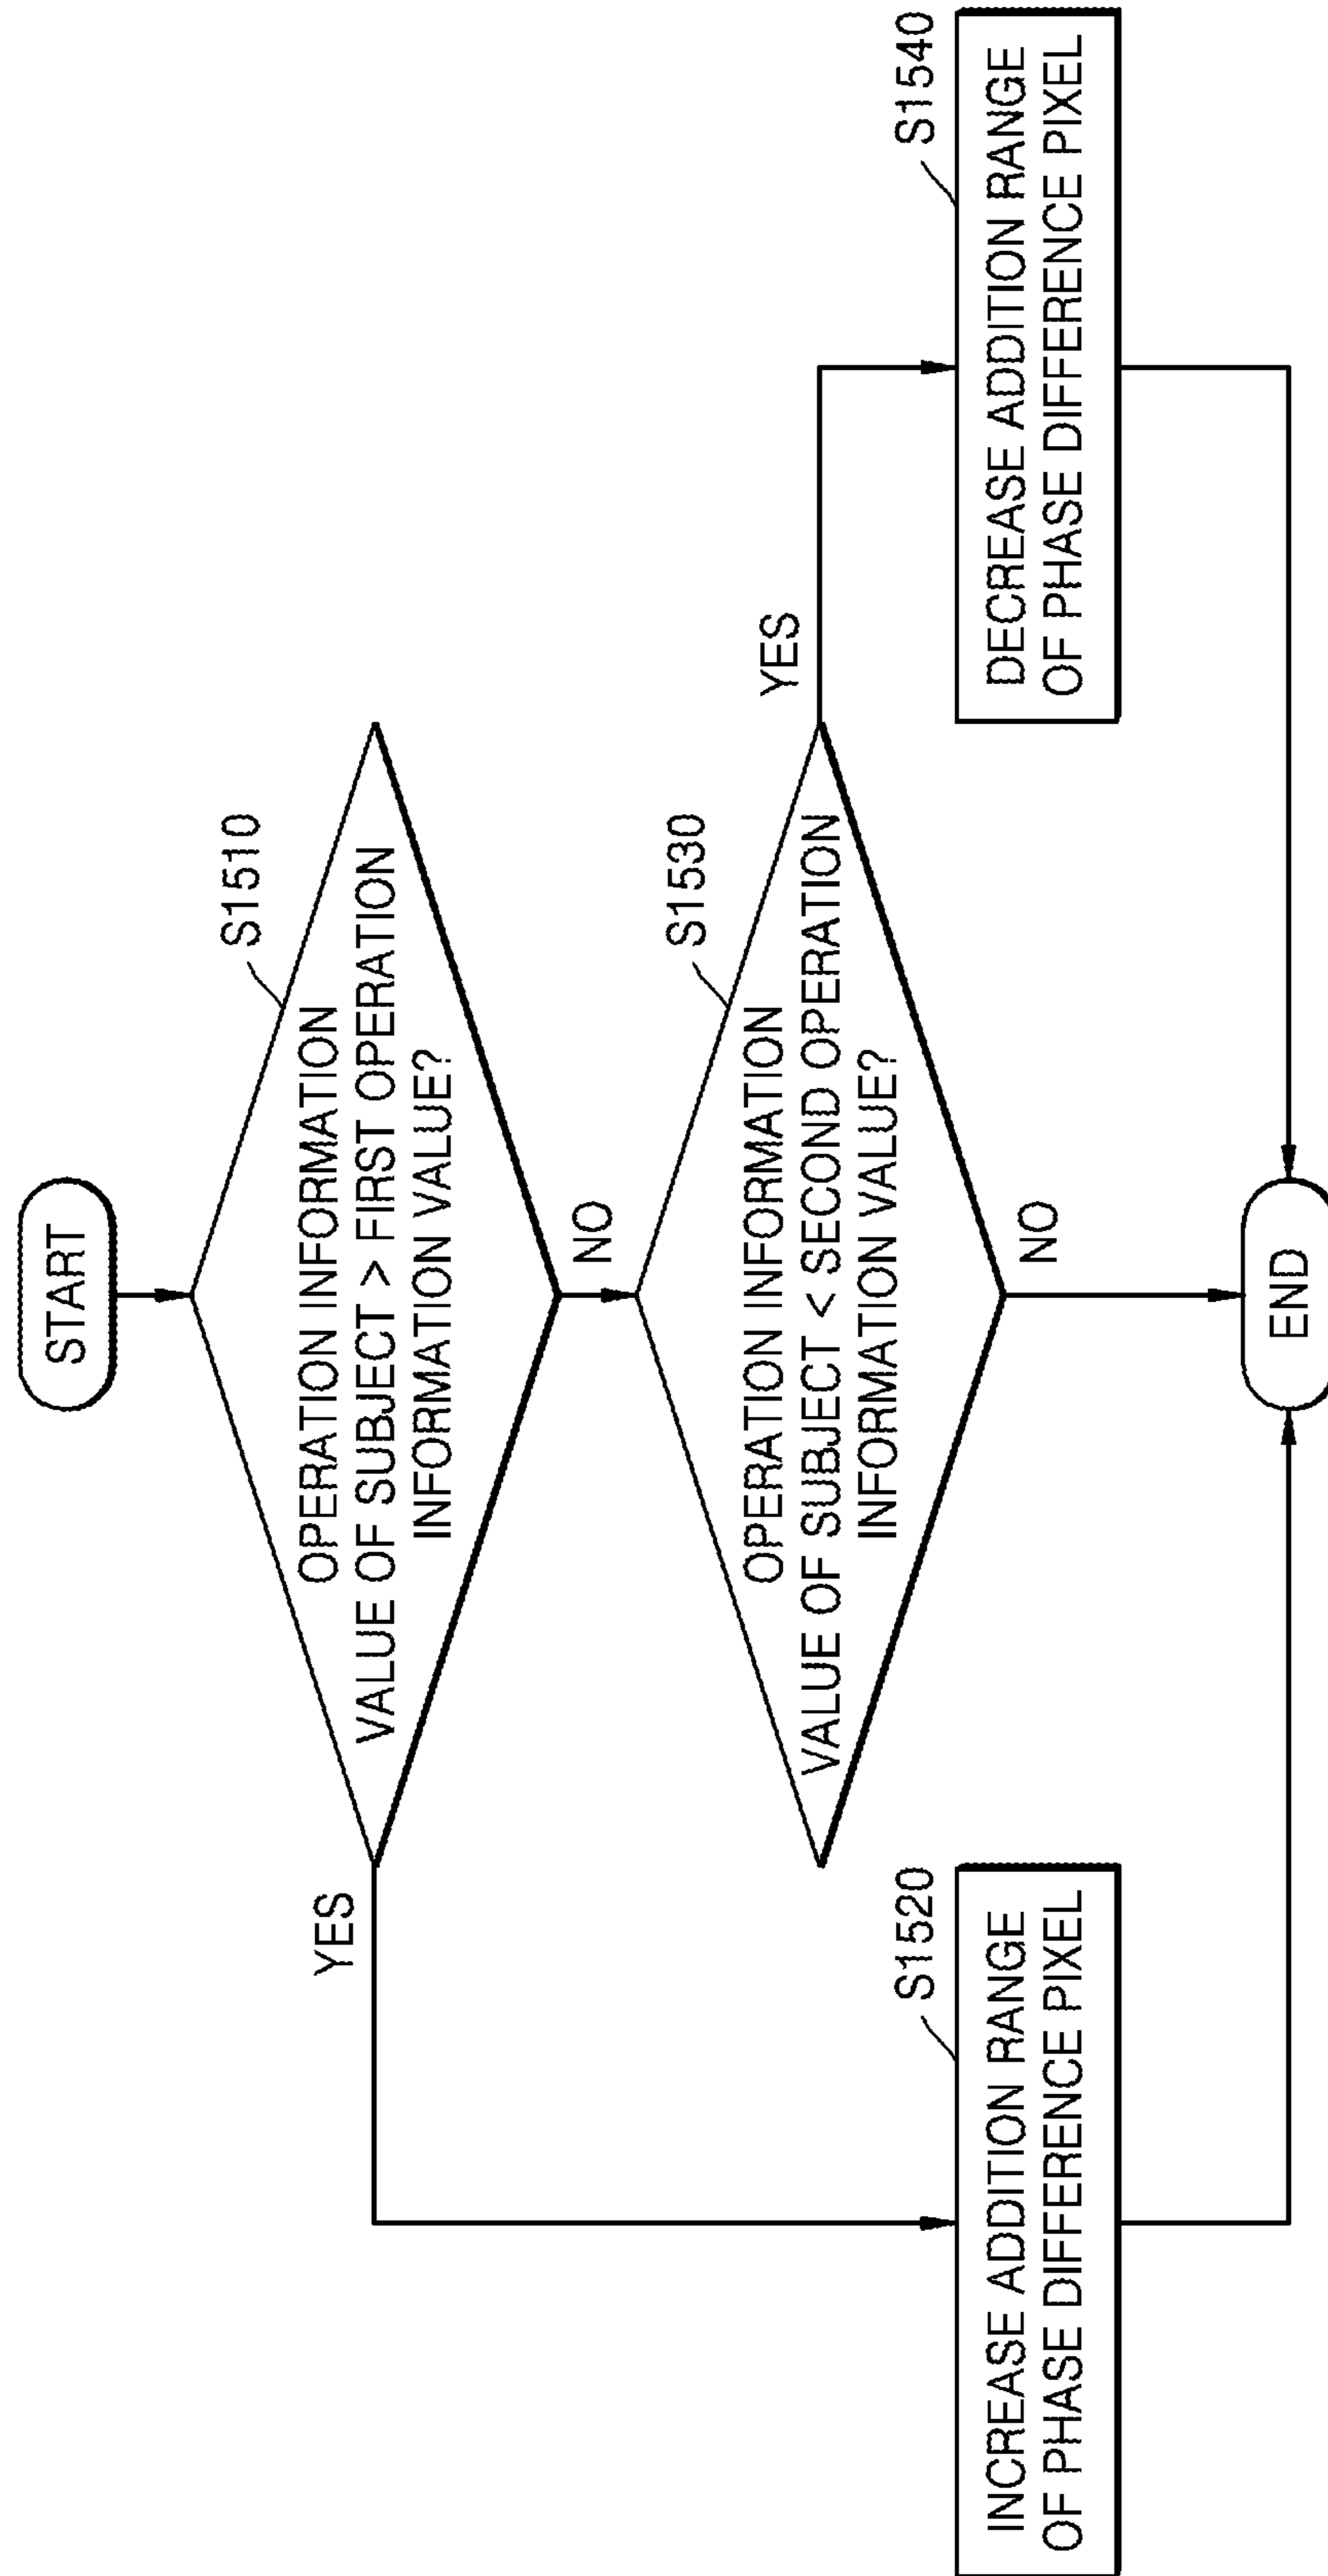 START
S1510
OPERATION INFORMATION
VALUE OF SUBJECT > FIRST OPERATION
INFORMATION VALUE?
YES
NO
S1530
OPERATION INFORMATION
VALUE OF SUBJECT < SECOND OPERATION
INFORMATION VALUE?
YES
NO
S1520
INCREASE ADDITION RANGE
OF PHASE DIFFERENCE PIXEL
S1540
DECREASE ADDITION RANGE
OF PHASE DIFFERENCE PIXEL
END